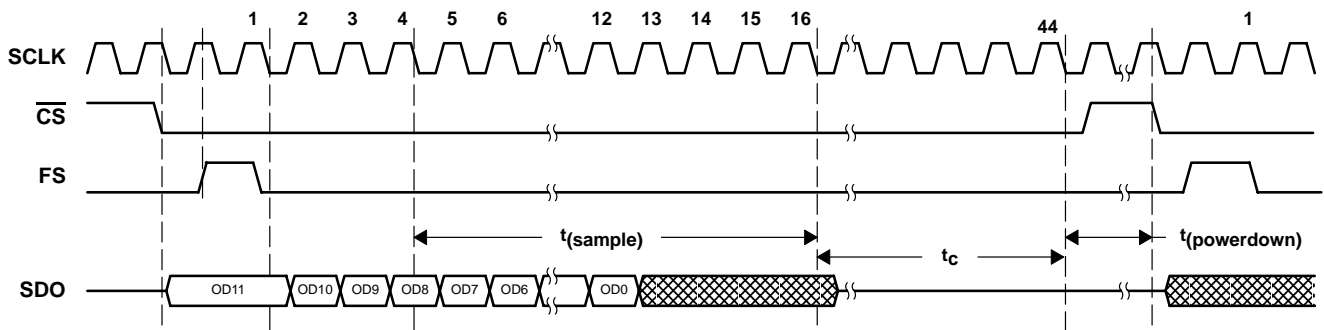 1 2 3 4 5 6 12 13 14 15 16 44 1
SCLK
CS
FS
t(sample)
tC
t(powerdown)
SDO
OD11 OD10 OD9 OD8 OD7 OD6 OD0